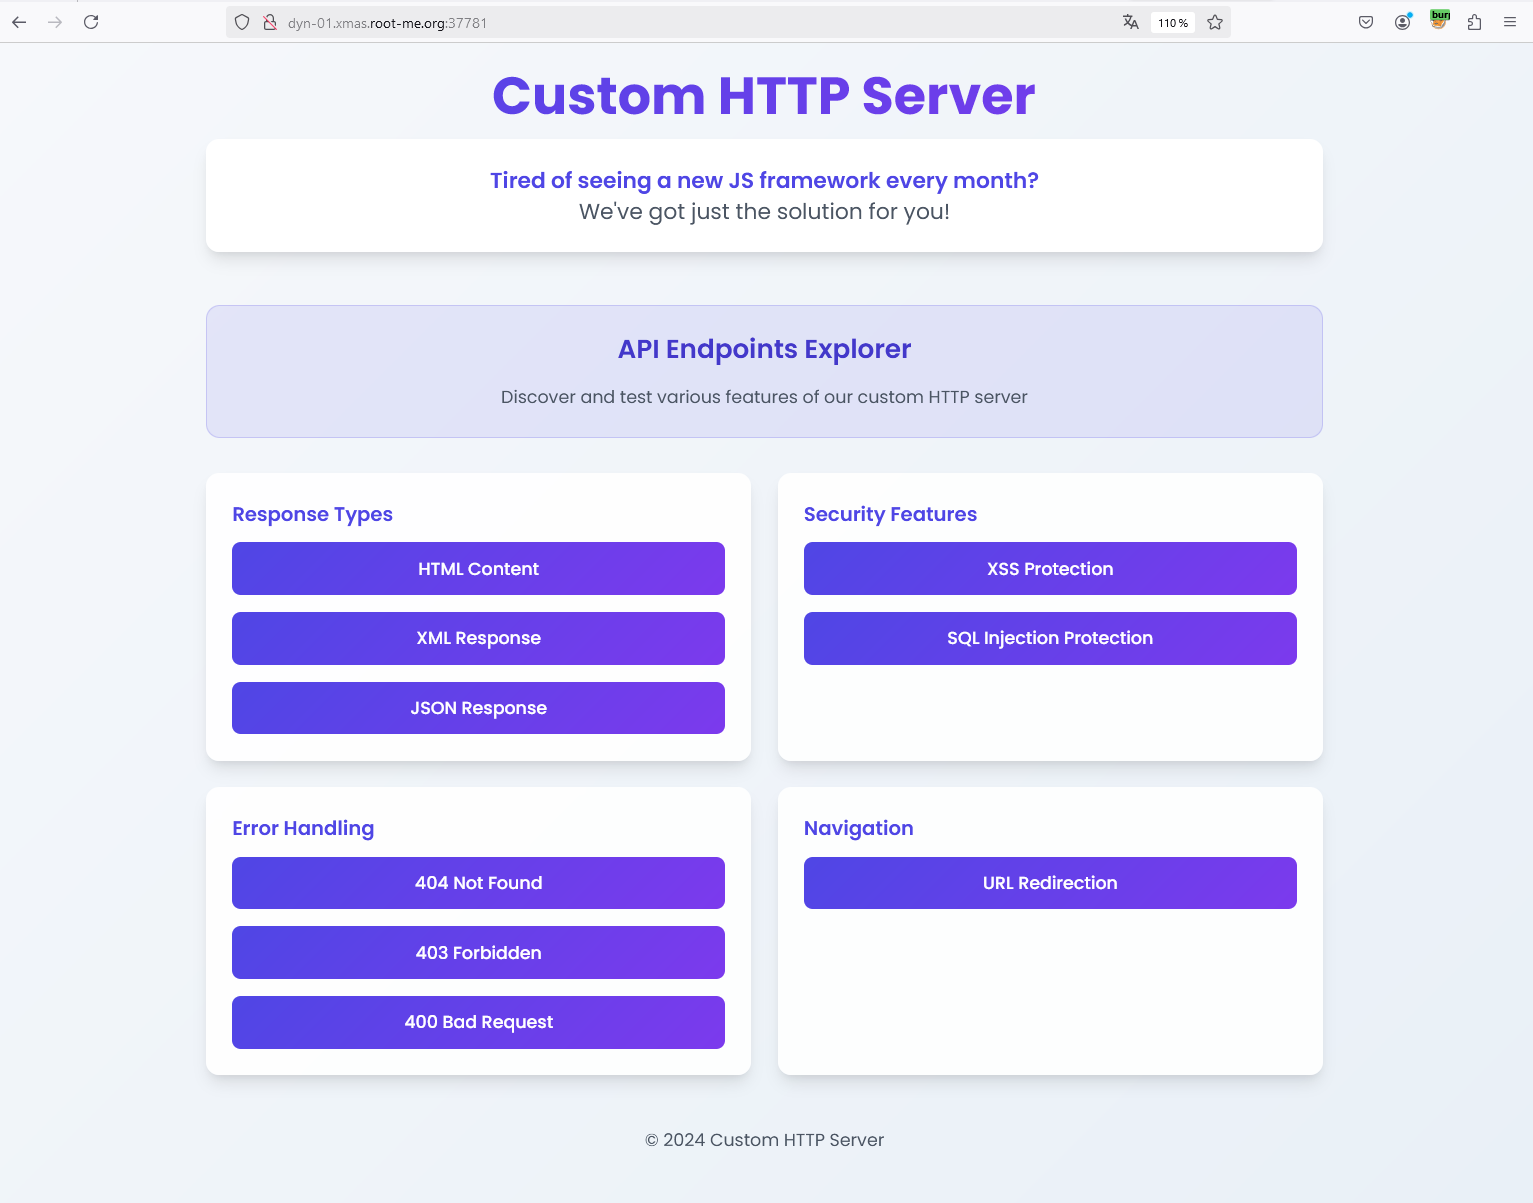 dyn-01.xmas.root-me.org:37781
110 %
Custom HTTP Server
Tired of seeing a new JS framework every month?
We've got just the solution for you!
API Endpoints Explorer
Discover and test various features of our custom HTTP server
Response Types
HTML Content
XML Response
JSON Response
Security Features
XSS Protection
SQL Injection Protection
Error Handling
404 Not Found
403 Forbidden
400 Bad Request
Navigation
URL Redirection
© 2024 Custom HTTP Server